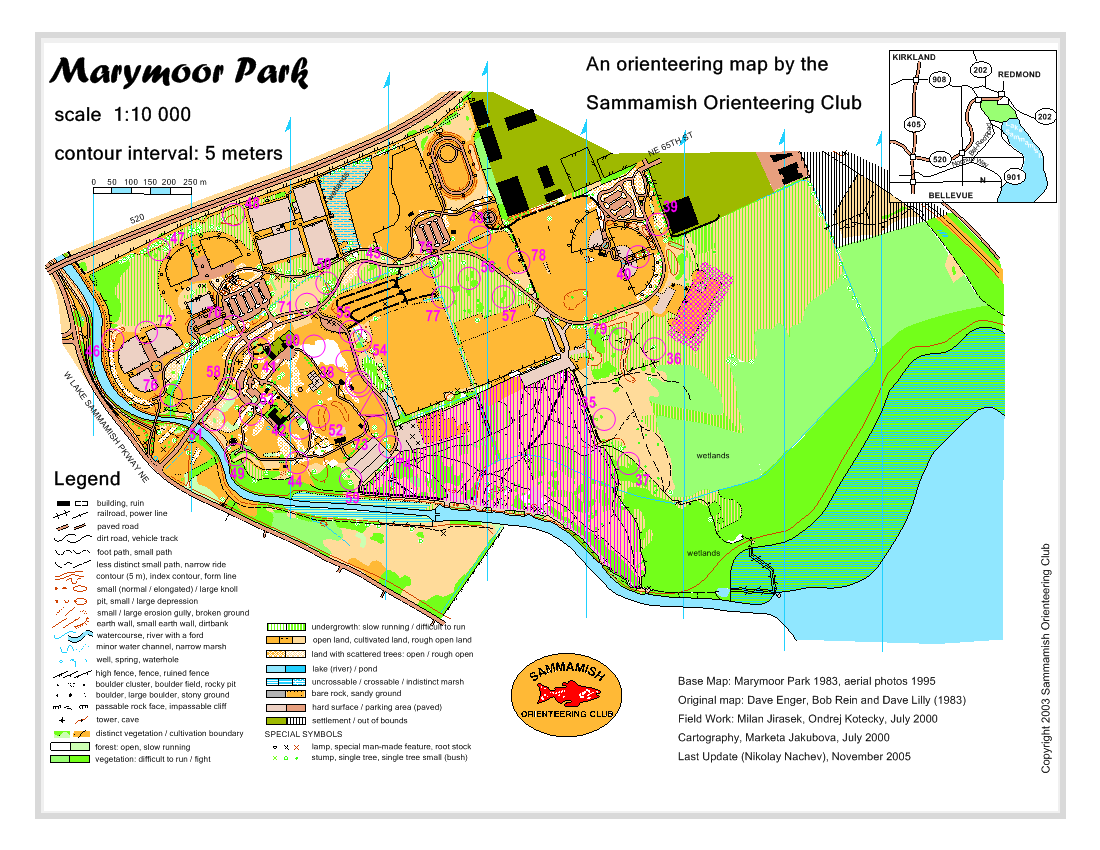 Marymoor Park
scale 1:10 000
contour interval: 5 meters
0 50 100 150 200 250 m
An orienteering map by the
Sammamish Orienteering Club
KIRKLAND
908
202
REDMOND
202
405
520
901
N
BELLEVUE
520
NE 65TH ST
W LAKE SAMMAMISH PKWAY NE
wetlands
wetlands
wetlands
47
39
43
78
56
40
77
57
71
72
79
36
54
58
41
38
52
37
49
44
59
Legend
building, ruin
railroad, power line
paved road
dirt road, vehicle track
foot path, small path
less distinct small path, narrow ride
contour (5 m), index contour, form line
small (normal / elongated) / large knoll
pit, small / large depression
small / large erosion gully, broken ground
earth wall, small earth wall, dirtbank
watercourse, river with a ford
minor water channel, narrow marsh
well, spring, waterhole
high fence, fence, ruined fence
boulder cluster, boulder field, rocky pit
boulder, large boulder, stony ground
passable rock face, impassable cliff
tower, cave
distinct vegetation / cultivation boundary
forest: open, slow running
vegetation: difficult to run / fight
undergrowth: slow running / difficult to run
open land, cultivated land, rough open land
land with scattered trees: open / rough open
lake (river) / pond
uncrossable / crossable / indistinct marsh
bare rock, sandy ground
hard surface / parking area (paved)
settlement / out of bounds
SPECIAL SYMBOLS
lamp, special man-made feature, root stock
stump, single tree, single tree small (bush)
SAMMAMISH
ORIENTEERING CLUB
Base Map: Marymoor Park 1983, aerial photos 1995
Original map: Dave Enger, Bob Rein and Dave Lilly (1983)
Field Work: Milan Jirasek, Ondrej Kotecky, July 2000
Cartography, Marketa Jakubova, July 2000
Last Update (Nikolay Nachev), November 2005
Copyright 2003 Sammamish Orienteering Club